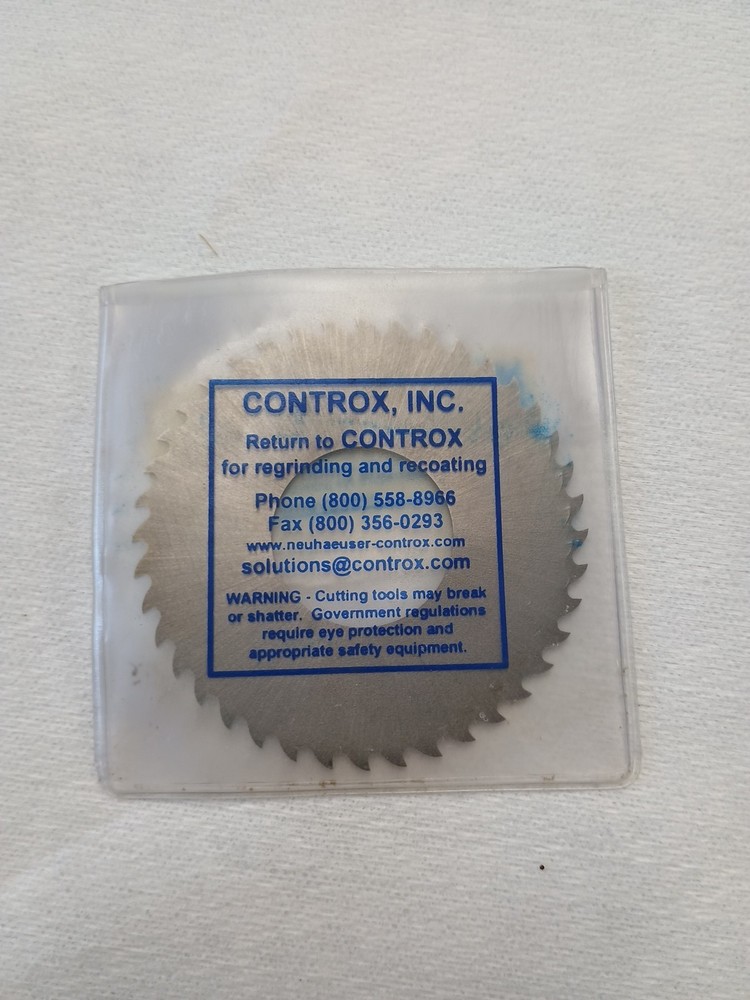 CONTROX, INC.
Return to CONTROX
for regrinding and recoating
Phone (800) 558-8966
Fax (800) 356-0293
www.neuhaeuser-controx.com
solutions@controx.com
WARNING - Cutting tools may break
or shatter. Government regulations
require eye protection and
appropriate safety equipment.